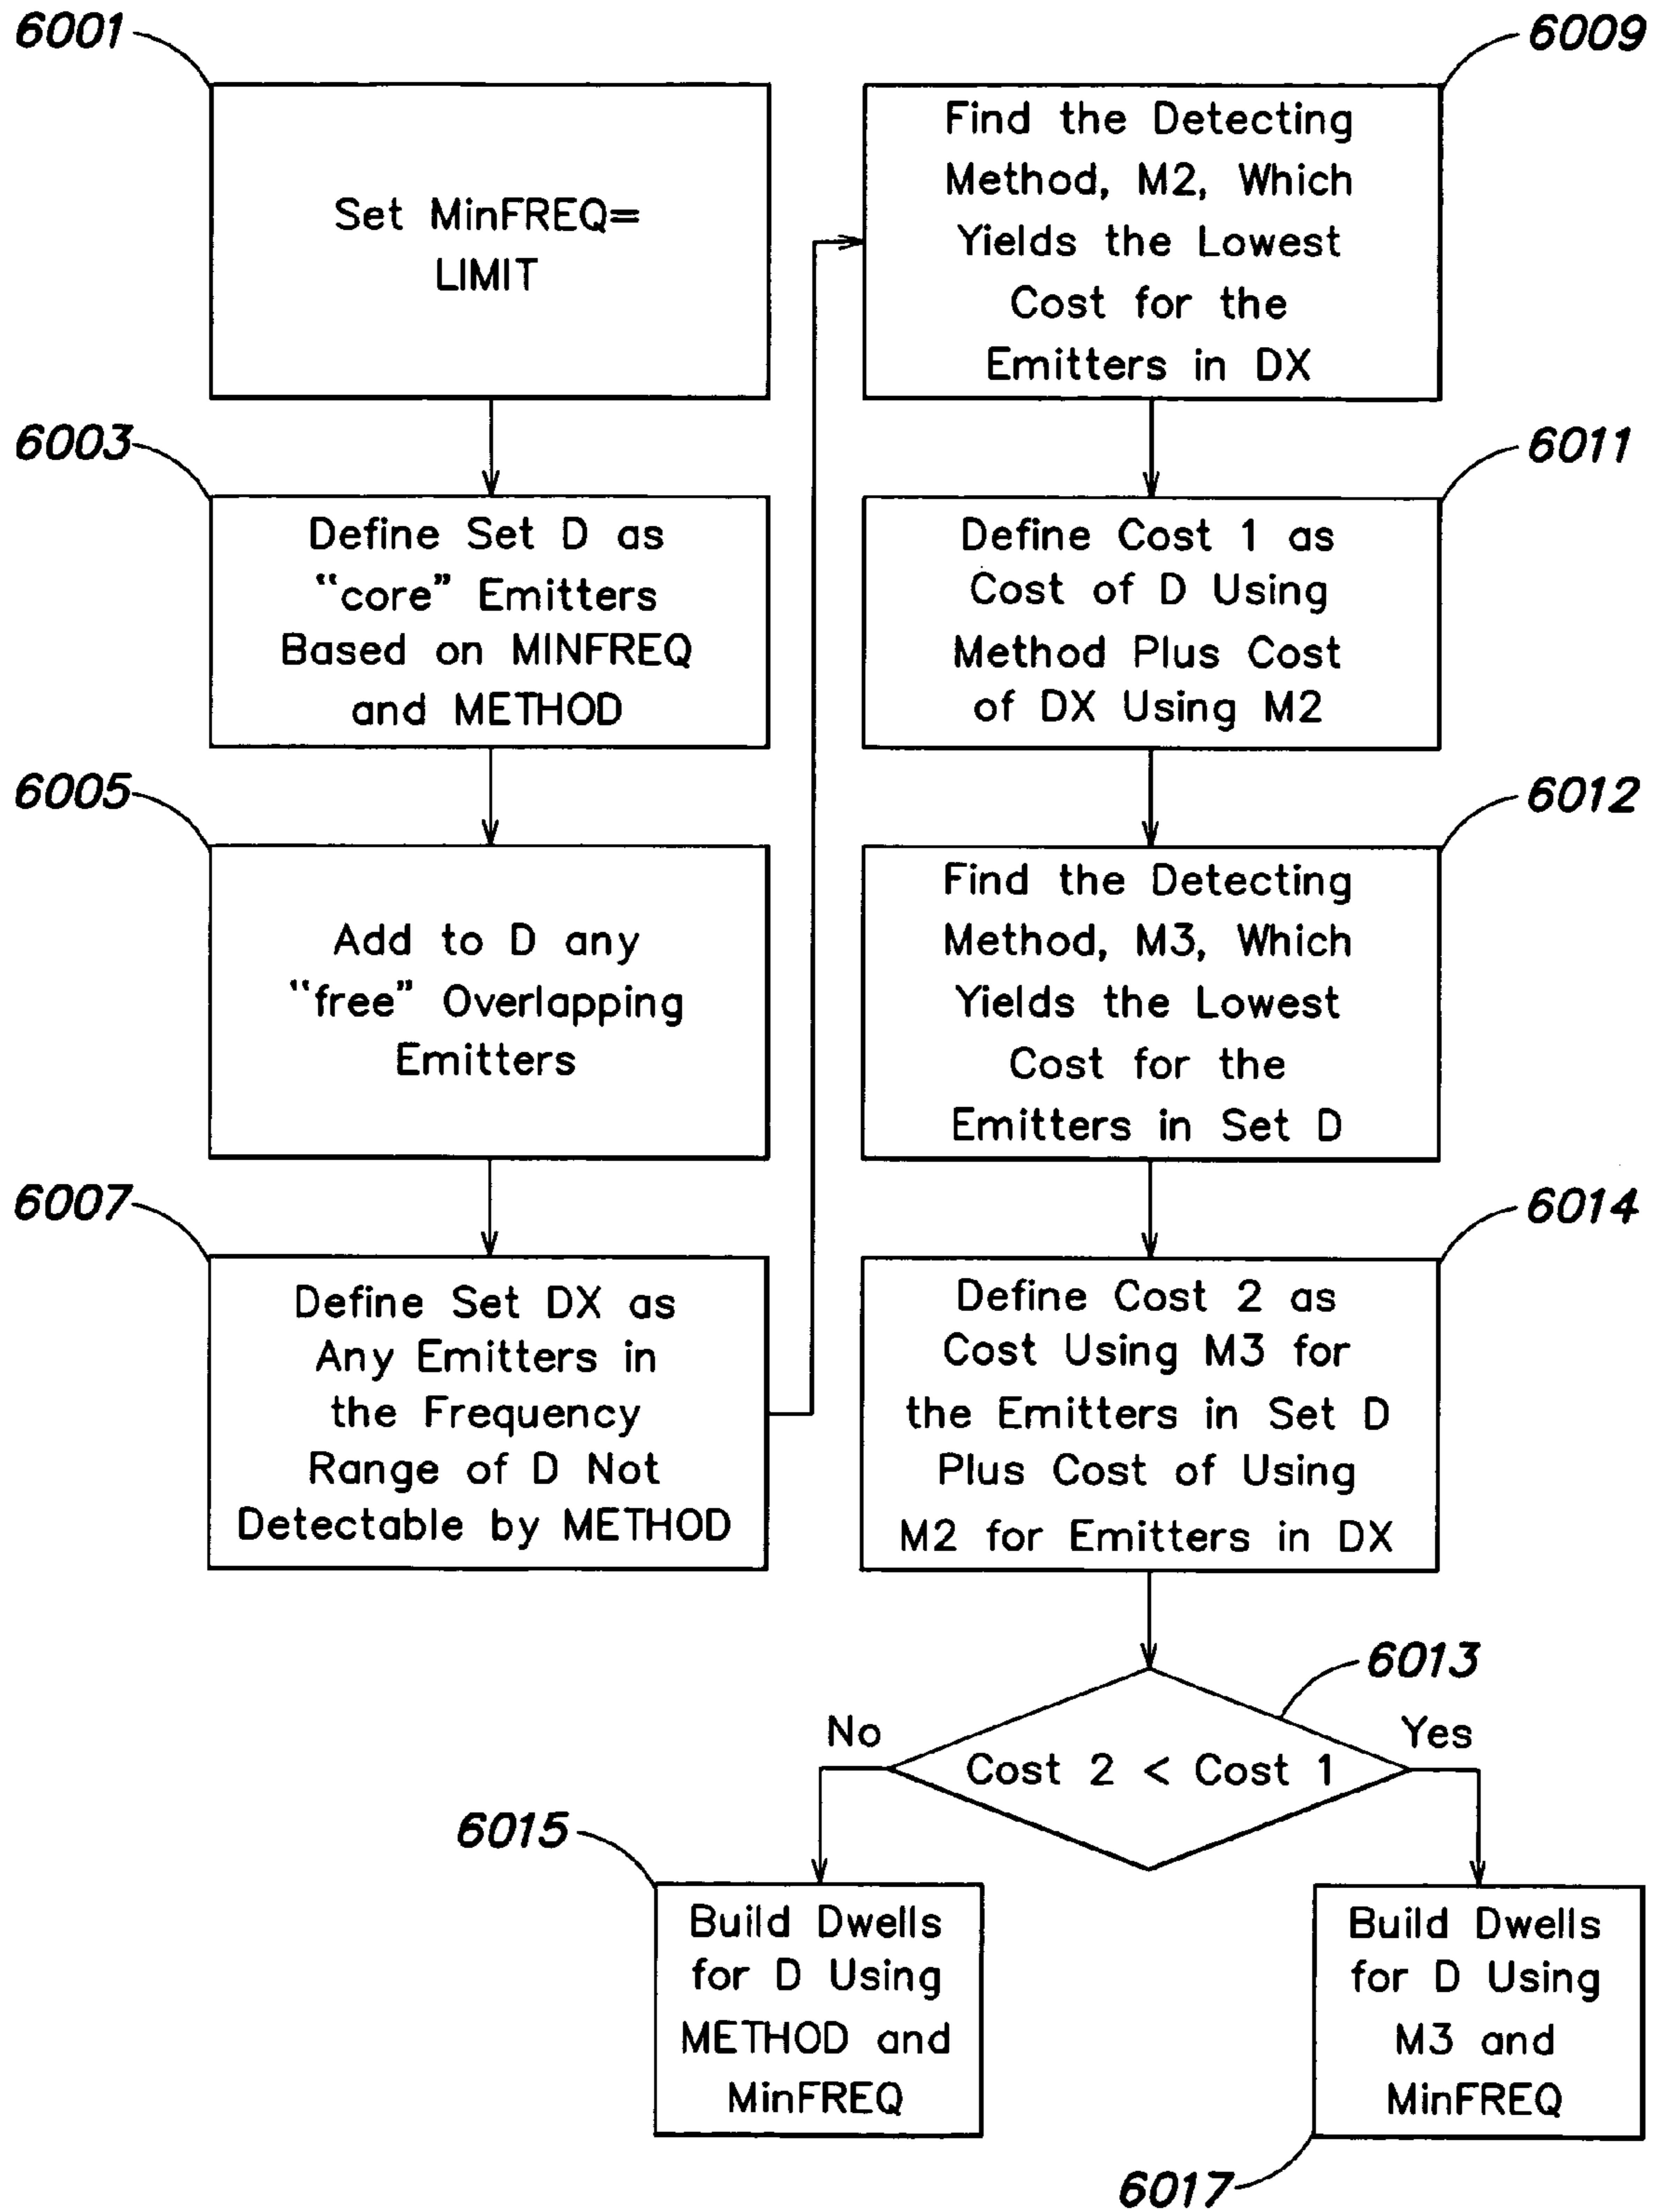 6001
Set MinFREQ=
LIMIT
6003
Define Set D as
"core" Emitters
Based on MINFREQ
and METHOD
6005
Add to D any
"free" Overlapping
Emitters
6007
Define Set DX as
Any Emitters in
the Frequency
Range of D Not
Detectable by METHOD
6009
Find the Detecting
Method, M2, Which
Yields the Lowest
Cost for the
Emitters in DX
6011
Define Cost 1 as
Cost of D Using
Method Plus Cost
of DX Using M2
6012
Find the Detecting
Method, M3, Which
Yields the Lowest
Cost for the
Emitters in Set D
6014
Define Cost 2 as
Cost Using M3 for
the Emitters in Set D
Plus Cost of Using
M2 for Emitters in DX
6013
Cost 2 < Cost 1
No
Yes
6015
Build Dwells
for D Using
METHOD and
MinFREQ
Build Dwells
for D Using
M3 and
MinFREQ
6017